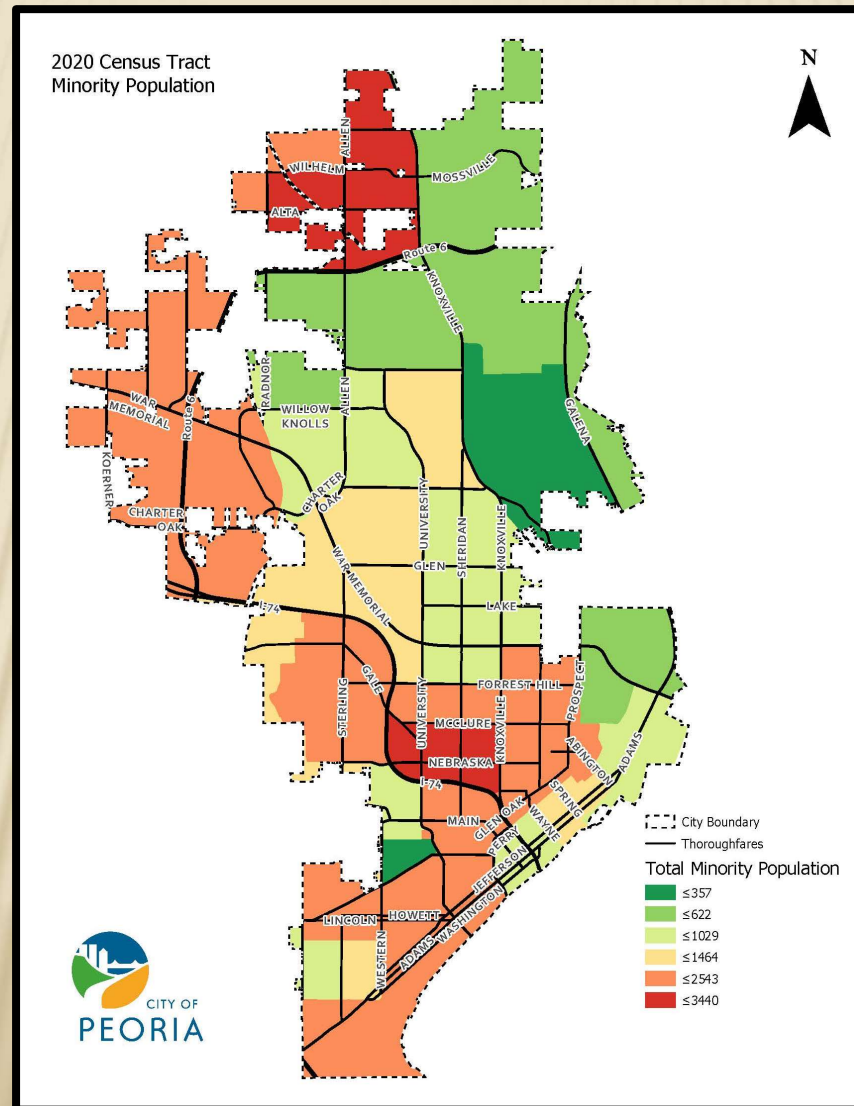 2020 Census Tract
Minority Population
N
ALLEN
WILHELM
MOSSVILLE
ALTA
Route 6
KNOXVILLE
RADNOR
ALLEN
WAR
MEMORIAL
Route 6
WILLOW
KNOLLS
GALENA
KOERNER
CHARTER
OAK
CHARTER
OAK
UNIVERSITY
SHERIDAN
KNOXVILLE
WAR MEMORIAL
GLEN
LAKE
I-74
GALE
STERLING
UNIVERSITY
FORREST HILL
PROSPECT
KNOXVILLE
MCCLURE
NEBRASKA
ABINGTON
ADAMS
I-74
SPRING
MAIN
GLEN OAK
WAYNE
PERRY
JEFFERSON
WASHINGTON
LINCOLN
HOWETT
ADAMS
WESTERN
City Boundary
Thoroughfares
Total Minority Population
≤357
≤622
≤1029
≤1464
≤2543
≤3440
CITY OF
PEORIA